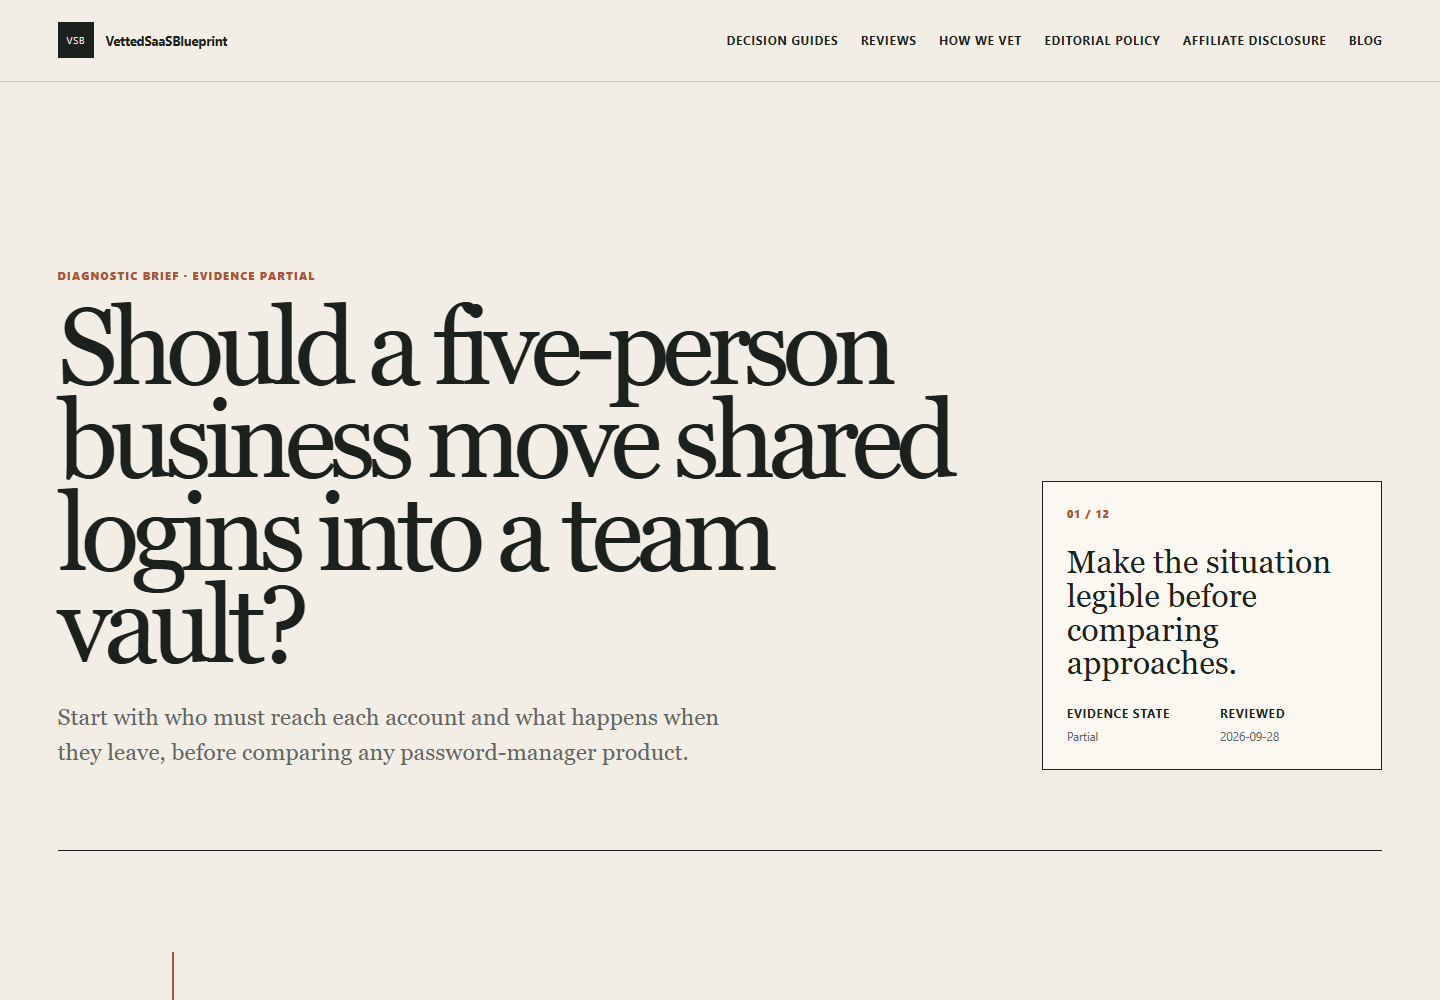 VSB
VettedSaaSBlueprint
DECISION GUIDES
REVIEWS
HOW WE VET
EDITORIAL POLICY
AFFILIATE DISCLOSURE
BLOG
DIAGNOSTIC BRIEF · EVIDENCE PARTIAL
Should a five-person
business move shared
logins into a team
vault?
Start with who must reach each account and what happens when
they leave, before comparing any password-manager product.
01 / 12
Make the situation
legible before
comparing
approaches.
EVIDENCE STATE
Partial
REVIEWED
2026-09-28